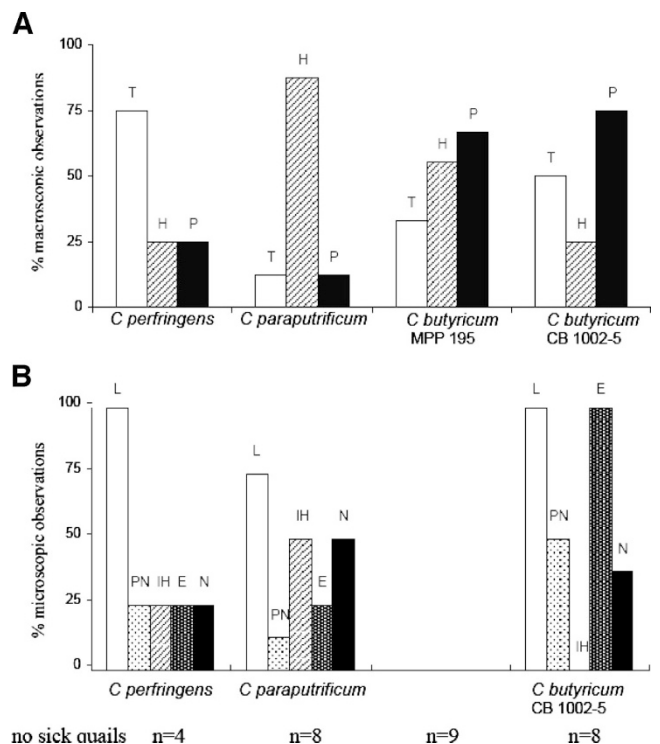 A
% macroscopic observations
100
75
50
25
0
T H P
T H P
T H P
T H P
C perfringens C paraputrificum C butyricum C butyricum
MPP 195 CB 1002-5
B
% microscopic observations
100
75
50
25
0
L PN IH E N
L PN IH E N
L PN IH E N
C perfringens C paraputrificum C butyricum
CB 1002-5
no sick quails n=4 n=8 n=9 n=8